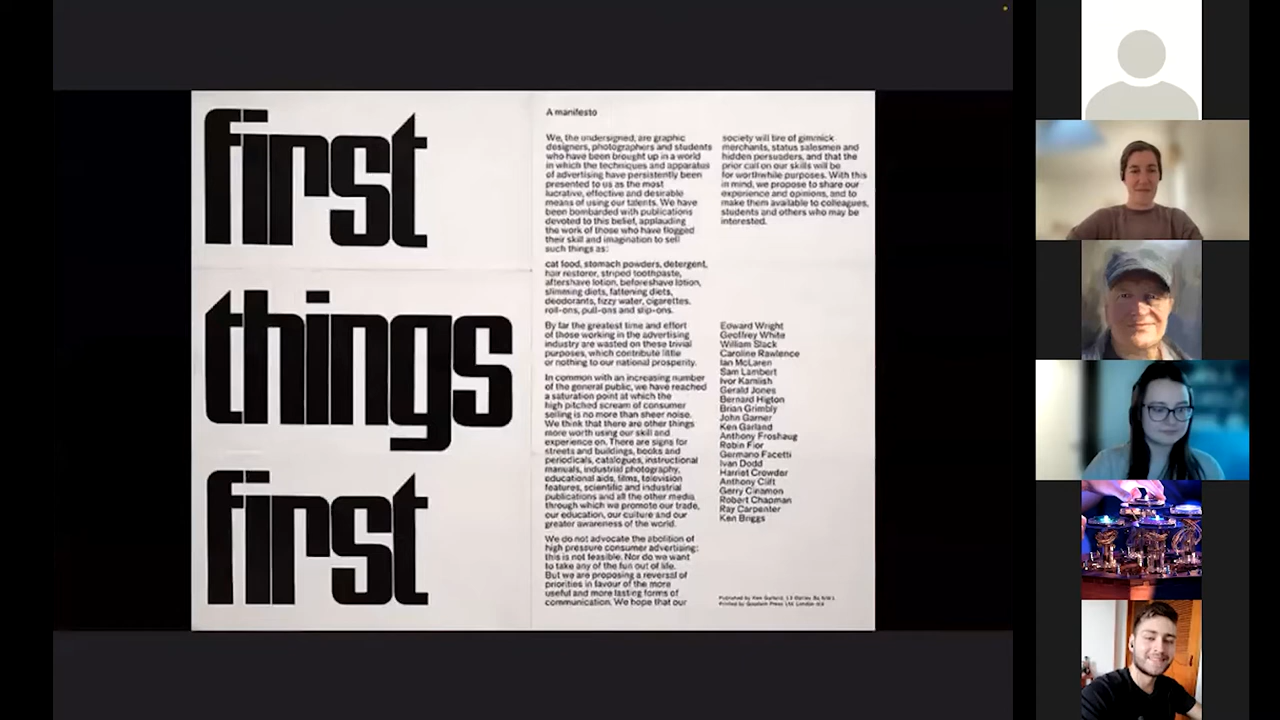 first
things
first
A manifesto
We, the undersigned, are graphic
designers, photographers and students
who have been brought up in a world
in which the techniques and apparatus
of advertising have persistently been
presented to us as the most
lucrative, effective and desirable
means of using our talents. We have
been bombarded with publications
devoted to this belief, applauding
the work of those who have flogged
their skill and imagination to sell
such things as:
cat food, stomach powders, detergent,
hair restorer, striped toothpaste,
aftershave lotion, beforeshave lotion,
slimming diets, fattening diets,
deodorants, fizzy water, cigarettes,
roll-ons, pull-ons and slip-ons.
By far the greatest time and effort
of those working in the advertising
industry are wasted on these trivial
purposes, which contribute little
or nothing to our national prosperity.
In common with an increasing number
of the general public, we have reached
a saturation point at which the
high pitched scream of consumer
selling is no more than sheer noise.
We think that there are other things
more worth using our skill and
experience on. There are signs for
streets and buildings, books and
periodicals, catalogues, instructional
manuals, industrial photography,
educational aids, films, television
features, scientific and industrial
publications and all the other media
through which we promote our trade,
our education, our culture and our
greater awareness of the world.
We do not advocate the abolition of
high pressure consumer advertising:
this is not feasible. Nor do we want
to take any of the fun out of life.
But we are proposing a reversal of
priorities in favour of the more
useful and more lasting forms of
communication. We hope that our
society will tire of gimmick
merchants, status salesmen and
hidden persuaders, and that the
prior call on our skills will be
for worthwhile purposes. With this
in mind, we propose to share our
experience and opinions, and to
make them available to colleagues,
students and others who may be
interested.
Edward Wright
Geoffrey White
William Slack
Caroline Rawlence
Ian McLaren
Sam Lambert
Ivor Kamlish
Gerald Jones
Bernard Higton
Brian Grimbly
John Garner
Ken Garland
Anthony Froshaug
Robin Fior
Germano Facetti
Ivan Dodd
Harriet Crowder
Anthony Clift
Gerry Cinamon
Robert Chapman
Ray Carpenter
Ken Briggs
Published by Ken Garland, 13
Printed by Goodwin Press Ltd. London